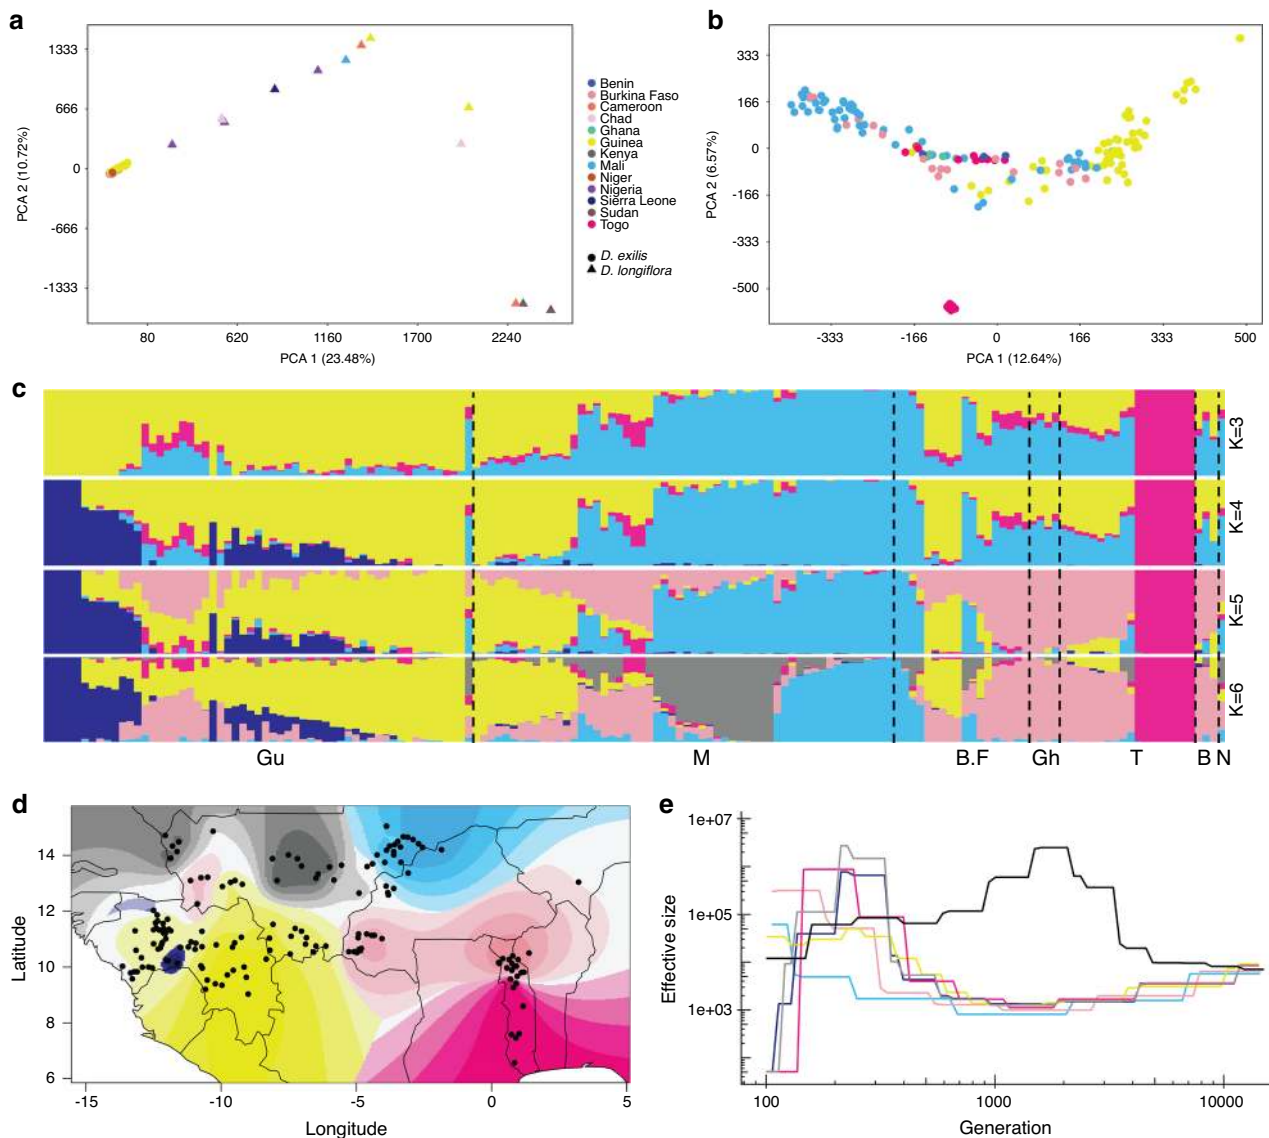 a
1333
666
0
-666
-1333
PCA 2 (10.72%)
80
620
1160
1700
2240
PCA 1 (23.48%)
Benin
Burkina Faso
Cameroon
Chad
Ghana
Guinea
Kenya
Mali
Niger
Nigeria
Sierra Leone
Sudan
Togo
D. exilis
D. longiflora
b
333
166
0
-166
-333
-500
PCA 2 (6.57%)
-333
-166
0
166
333
500
PCA 1 (12.64%)
c
K=3
K=4
K=5
K=6
Gu
M
B.F
Gh
T
B
N
d
14
12
10
8
6
Latitude
-15
-10
-5
0
5
Longitude
e
1e+07
1e+05
1e+03
Effective size
100
1000
10000
Generation